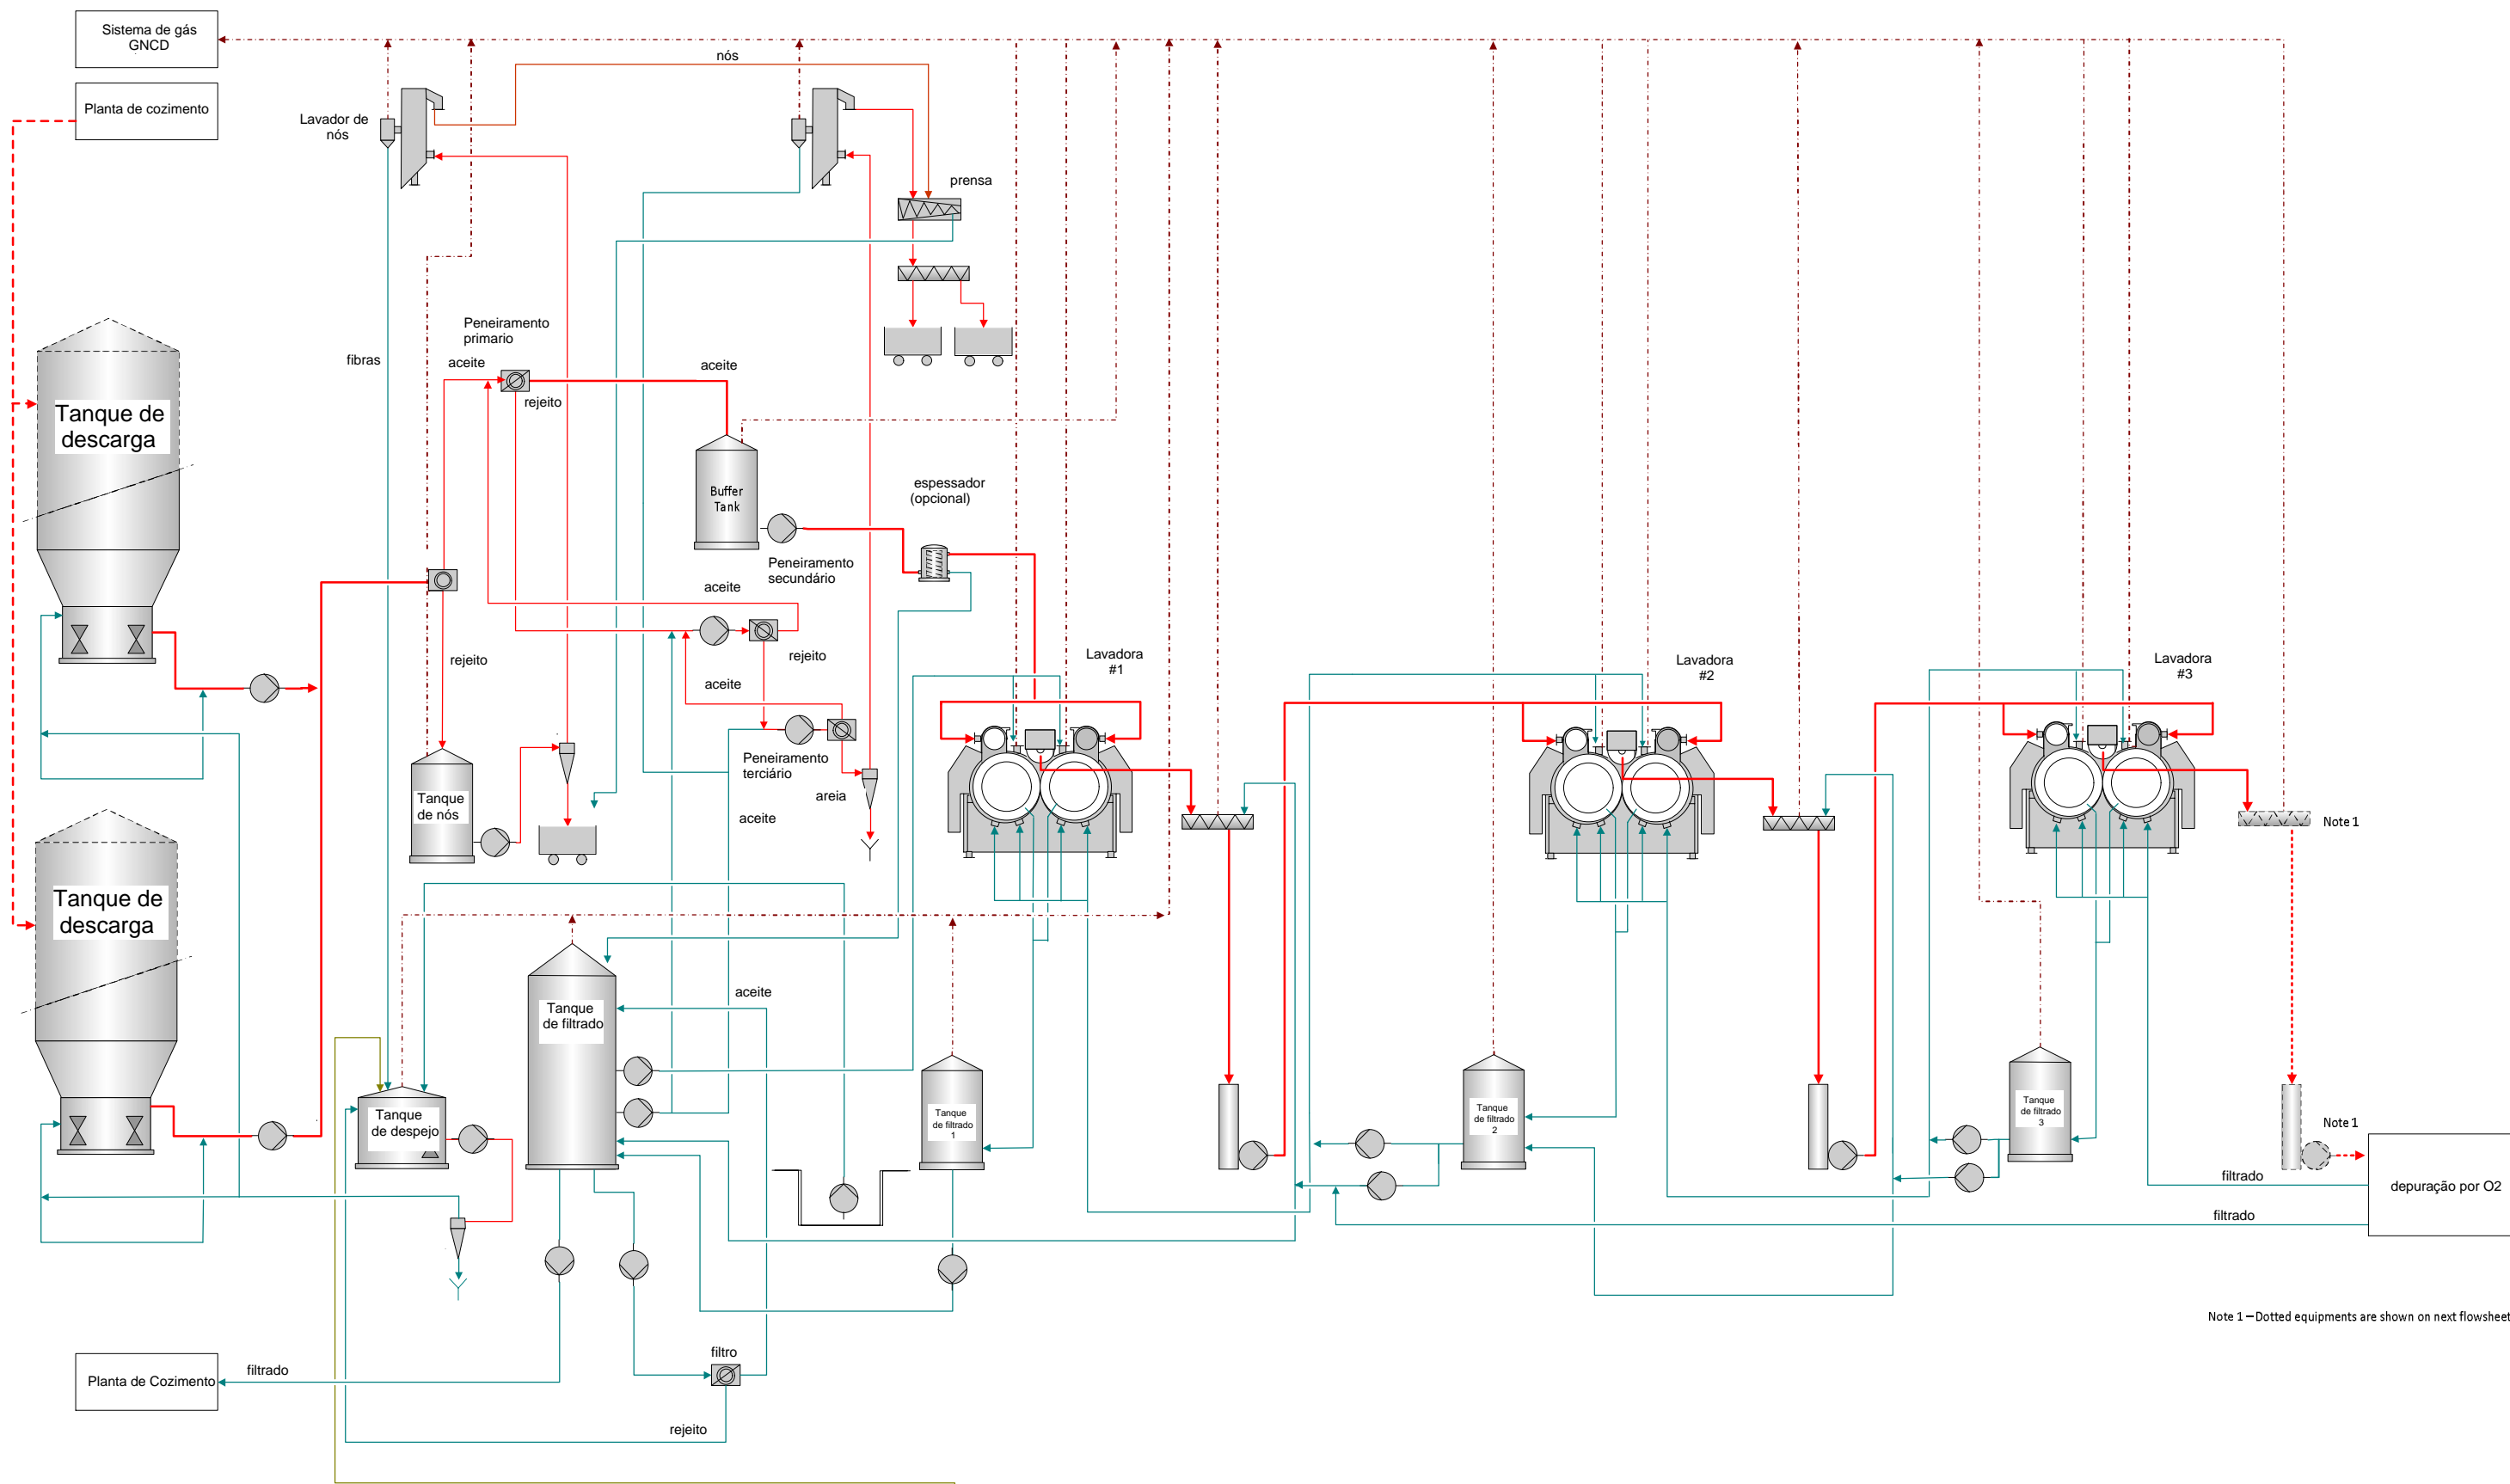 Sistema de gás
GNCD
nós
Planta de cozimento
Lavador de
nós
prensa
Peneiramento
primario
fibras
aceite
aceite
rejeito
Tanque de
descarga
Buffer
Tank
espessador
(opcional)
Peneiramento
secundário
aceite
rejeito
rejeito
Lavadora
#1
Lavadora
#2
Lavadora
#3
aceite
Peneiramento
terciário
areia
Tanque
de nós
aceite
Note 1
Tanque de
descarga
aceite
Tanque
de filtrado
Tanque
de despejo
Tanque
de filtrado
1
Tanque
de filtrado
2
Tanque
de filtrado
3
Note 1
filtrado
depuração por O2
filtrado
Note 1 – Dotted equipments are shown on next flowsheet
filtro
filtrado
Planta de Cozimento
rejeito